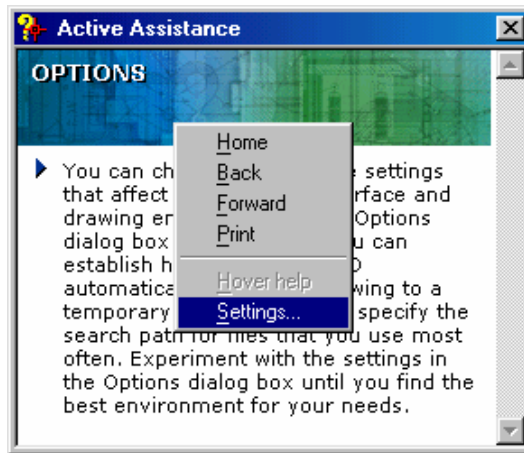 Active Assistance
OPTIONS
Home
Back
Forward
Print
Hover help
Settings...
You can ch settings
that affect rface and
drawing er Options
dialog box u can
establish h
automatica wing to a
temporary specify the
search path for files that you use most
often. Experiment with the settings in
the Options dialog box until you find the
best environment for your needs.